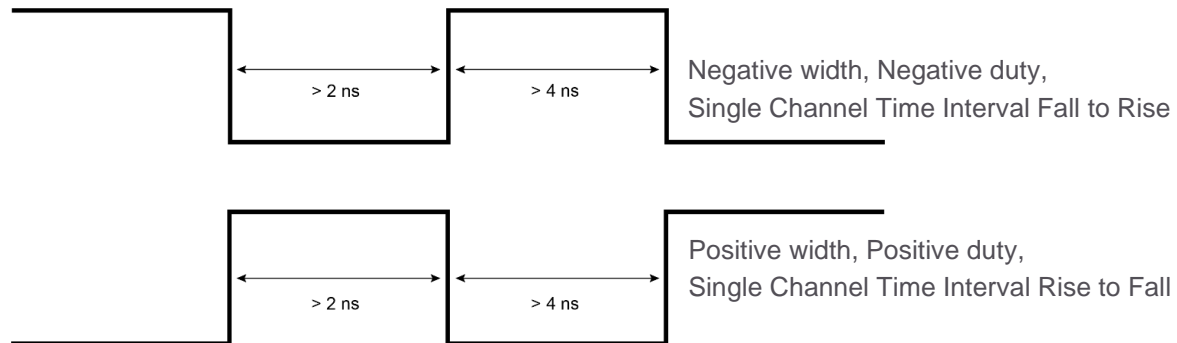 > 2 ns
> 4 ns
Negative width, Negative duty,
Single Channel Time Interval Fall to Rise
> 2 ns
> 4 ns
Positive width, Positive duty,
Single Channel Time Interval Rise to Fall